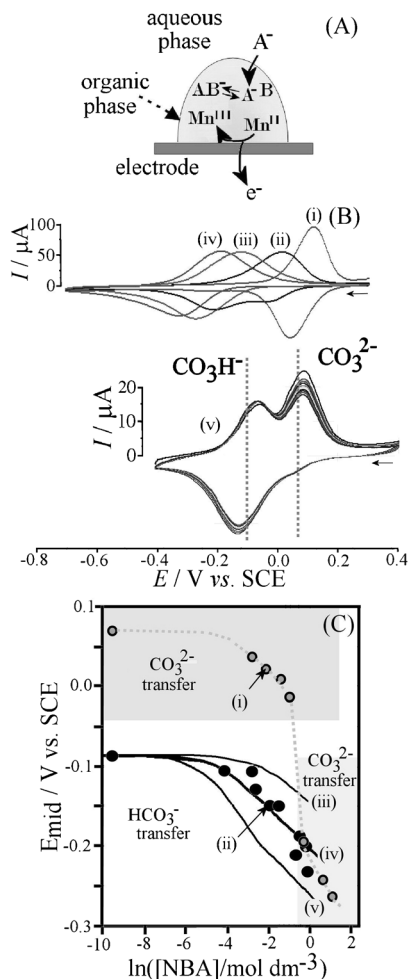 (A)
aqueous
phase
A⁻
organic
phase
AB⁻ A⁻ B
Mnᴵᴵᴵ Mnᴵᴵ
electrode
e⁻
(B)
(i)
(iv) (iii) (ii)
100
50
0
I / μA
CO₃H⁻ CO₃²⁻
20
10
0
I / μA
(v)
-0.8 -0.6 -0.4 -0.2 0.0 0.2 0.4
E / V vs. SCE
(C)
0.1
0.0
-0.1
-0.2
-0.3
Eₘᵢd / V vs. SCE
CO₃²⁻
transfer
(i)
CO₃²⁻
transfer
(iii)
HCO₃⁻
transfer
(ii)
(iv)
(v)
-10 -8 -6 -4 -2 0 2
ln([NBA]/mol dm⁻³)